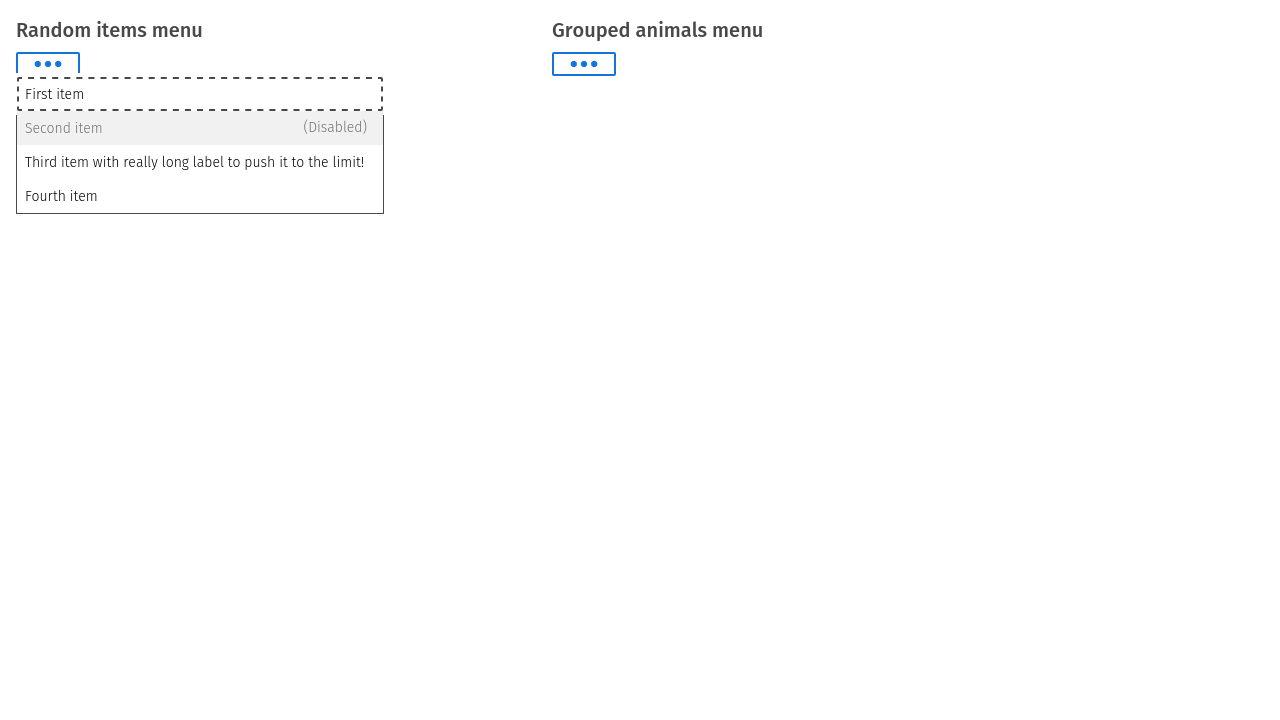 Random items menu
Grouped animals menu
First item
Second item (Disabled)
Third item with really long label to push it to the limit!
Fourth item